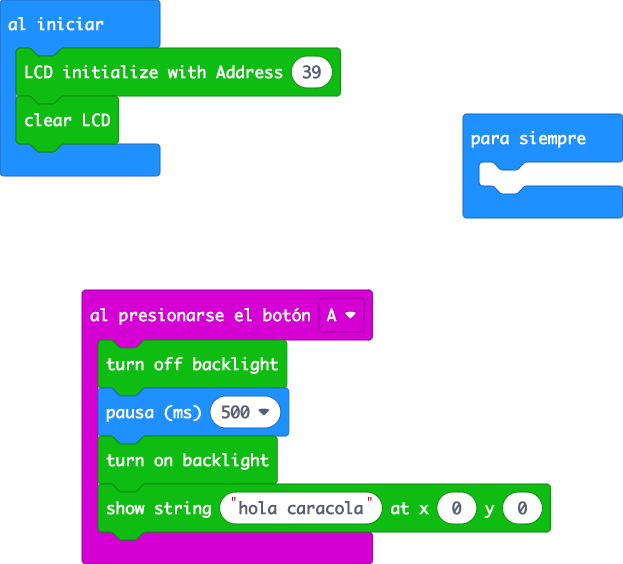 al iniciar
LCD initialize with Address 39
clear LCD
para siempre
al presionarse el botón A
turn off backlight
pausa (ms) 500
turn on backlight
show string "hola caracola" at x 0 y 0